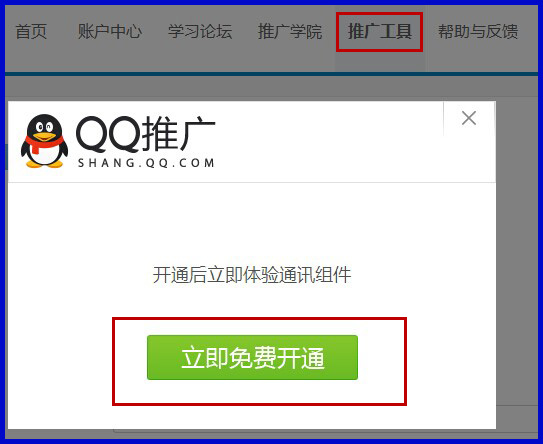 首页 账户中心 学习论坛 推广学院 推广工具 帮助与反馈
QQ推广
SHANG.QQ.COM
开通后立即体验通讯组件
立即免费开通